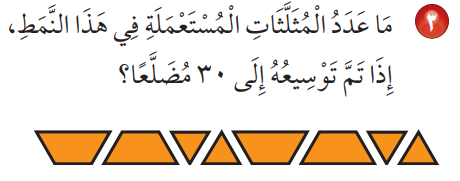 ٢ مَا عَدَدُ الْمُثَلَّثَاتِ الْمُسْتَعْمَلَةِ فِي هَذَا النَّمَطِ،
إِذَا تَمَّ تَوْسِيعُهُ إِلَى ٣٠ مُضَلَّعًا؟